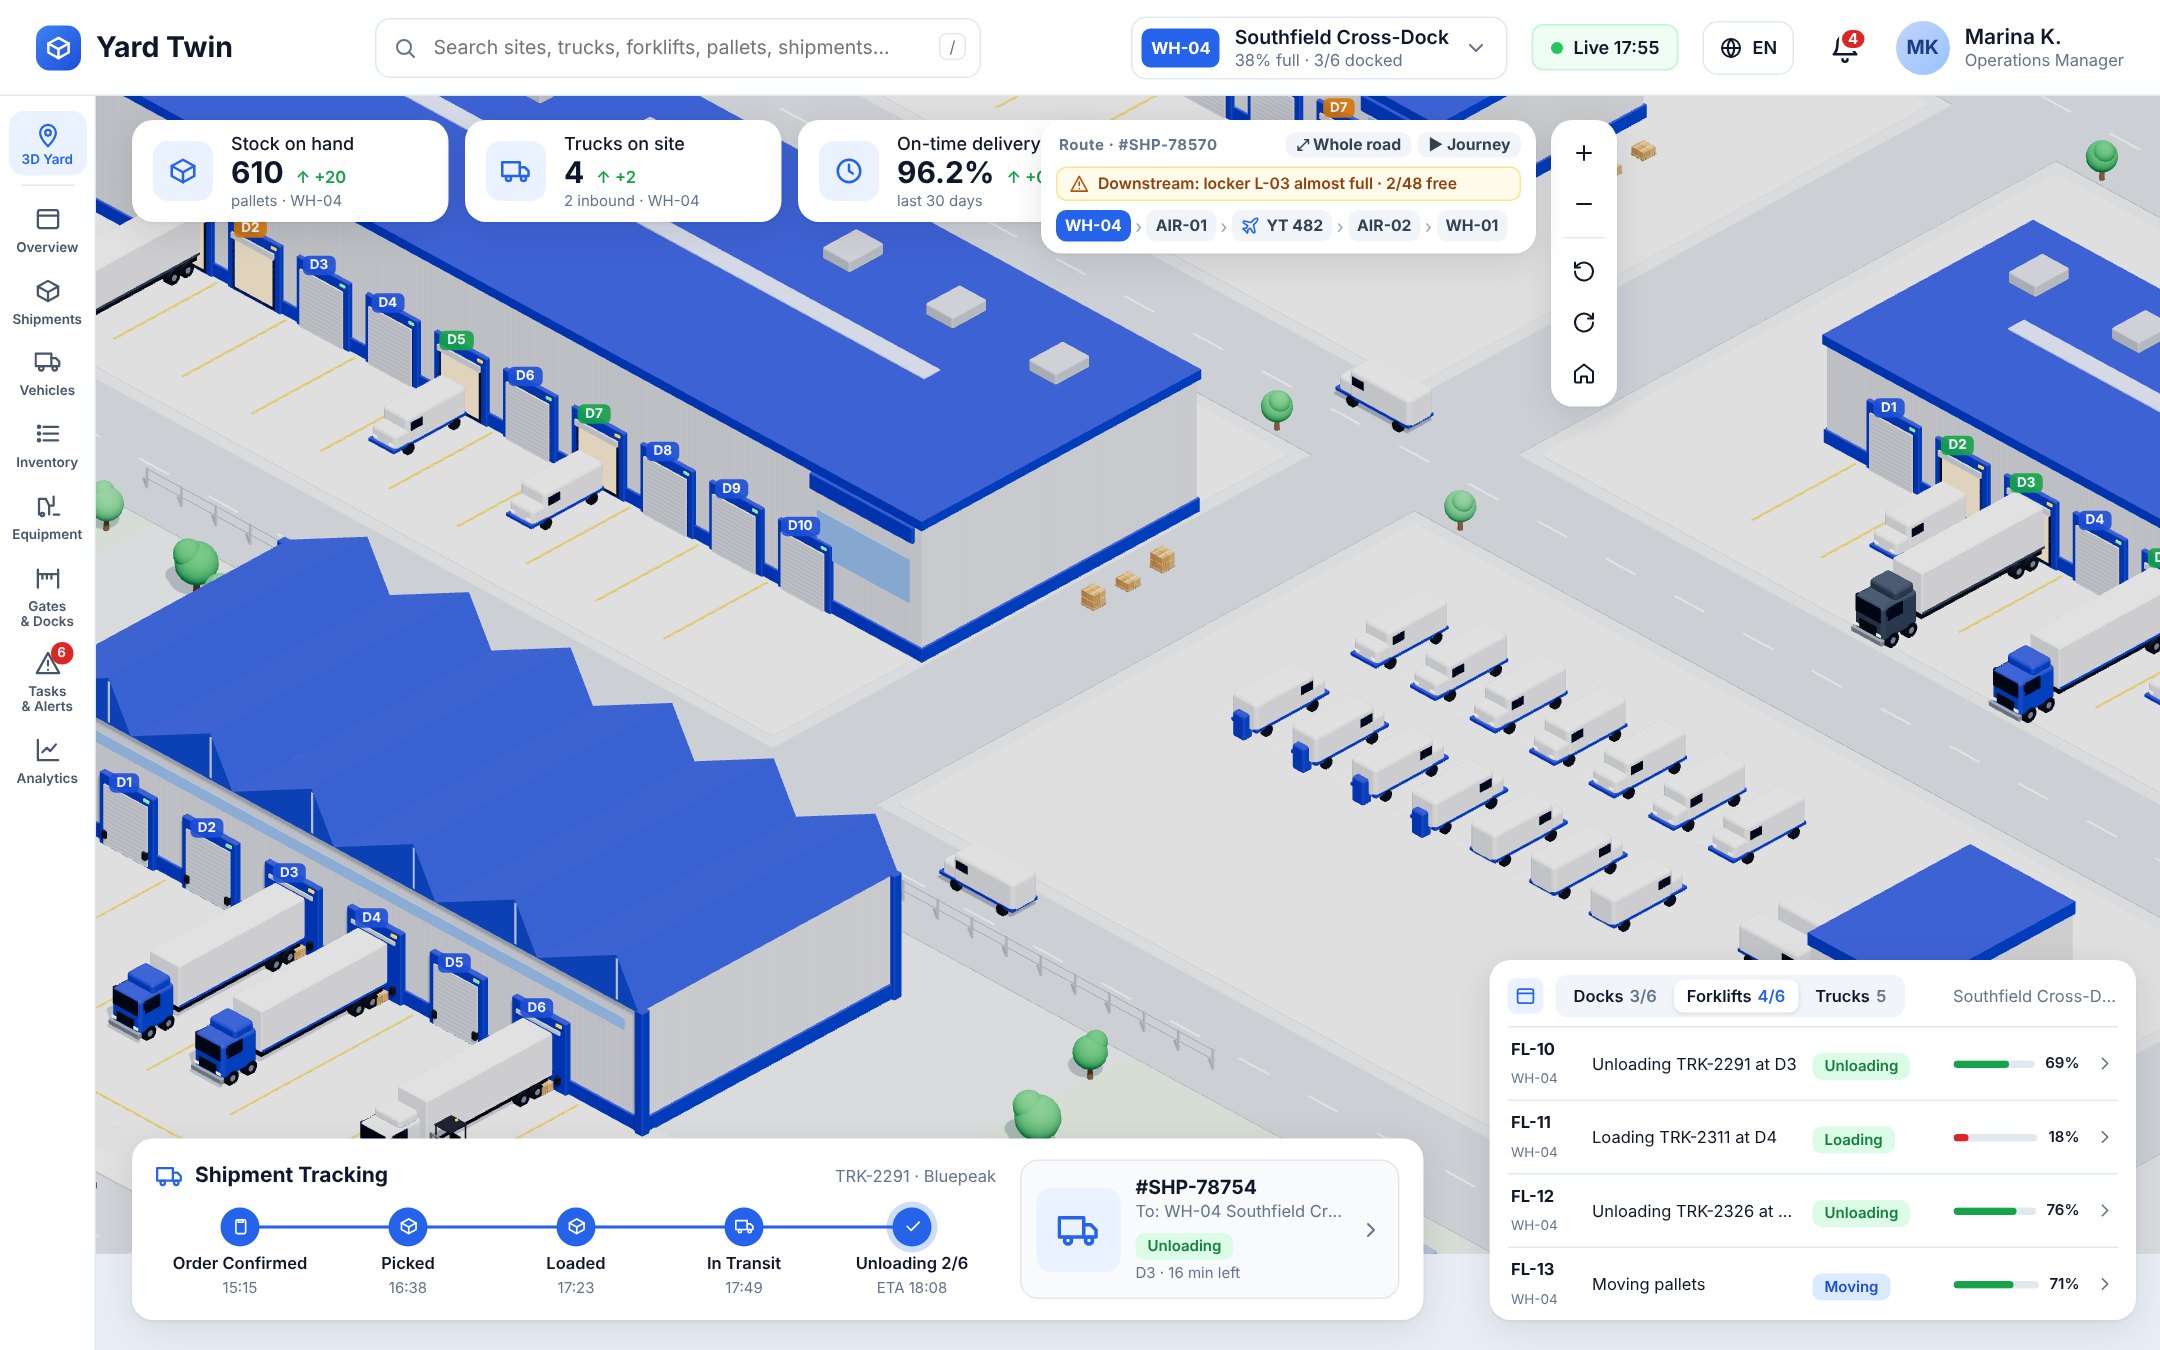 Yard Twin
Search sites, trucks, forklifts, pallets, shipments...
/
WH-04
Southfield Cross-Dock
38% full · 3/6 docked
Live 17:55
EN
4
MK
Marina K.
Operations Manager
3D Yard
Overview
Shipments
Vehicles
Inventory
Equipment
Gates
& Docks
6
Tasks
& Alerts
Analytics
Stock on hand
610 ↑ +20
pallets · WH-04
Trucks on site
4 ↑ +2
2 inbound · WH-04
On-time delivery
96.2% ↑
last 30 days
Route · #SHP-78570
Whole road
Journey
Downstream: locker L-03 almost full · 2/48 free
WH-04 › AIR-01 › YT 482 › AIR-02 › WH-01
D7
D2
D3
D4
D5
D6
D7
D8
D9
D10
D1
D2
D3
D4
D1
D2
D3
D4
D5
D6
Shipment Tracking
TRK-2291 · Bluepeak
Order Confirmed
15:15
Picked
16:38
Loaded
17:23
In Transit
17:49
Unloading 2/6
ETA 18:08
#SHP-78754
To: WH-04 Southfield Cr...
Unloading
D3 · 16 min left
Docks 3/6
Forklifts 4/6
Trucks 5
Southfield Cross-D...
FL-10
WH-04
Unloading TRK-2291 at D3
Unloading
69%
FL-11
WH-04
Loading TRK-2311 at D4
Loading
18%
FL-12
WH-04
Unloading TRK-2326 at ...
Unloading
76%
FL-13
WH-04
Moving pallets
Moving
71%